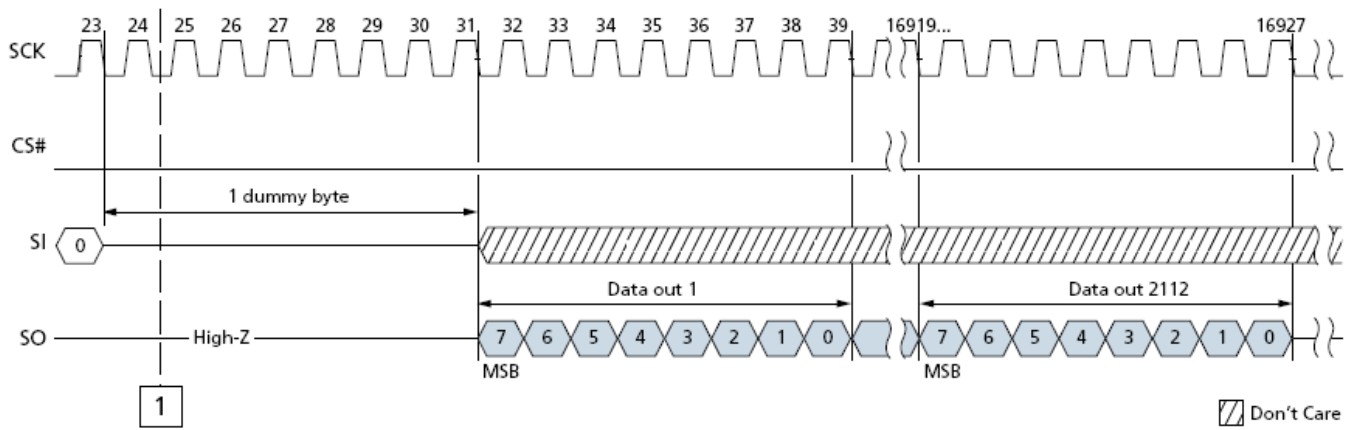 23 24 25 26 27 28 29 30 31 32 33 34 35 36 37 38 39 16919... 16927
SCK
CS#
1 dummy byte
SI 0
Data out 1 Data out 2112
SO High-Z 7 6 5 4 3 2 1 0 7 6 5 4 3 2 1 0
MSB MSB
1
Don't Care